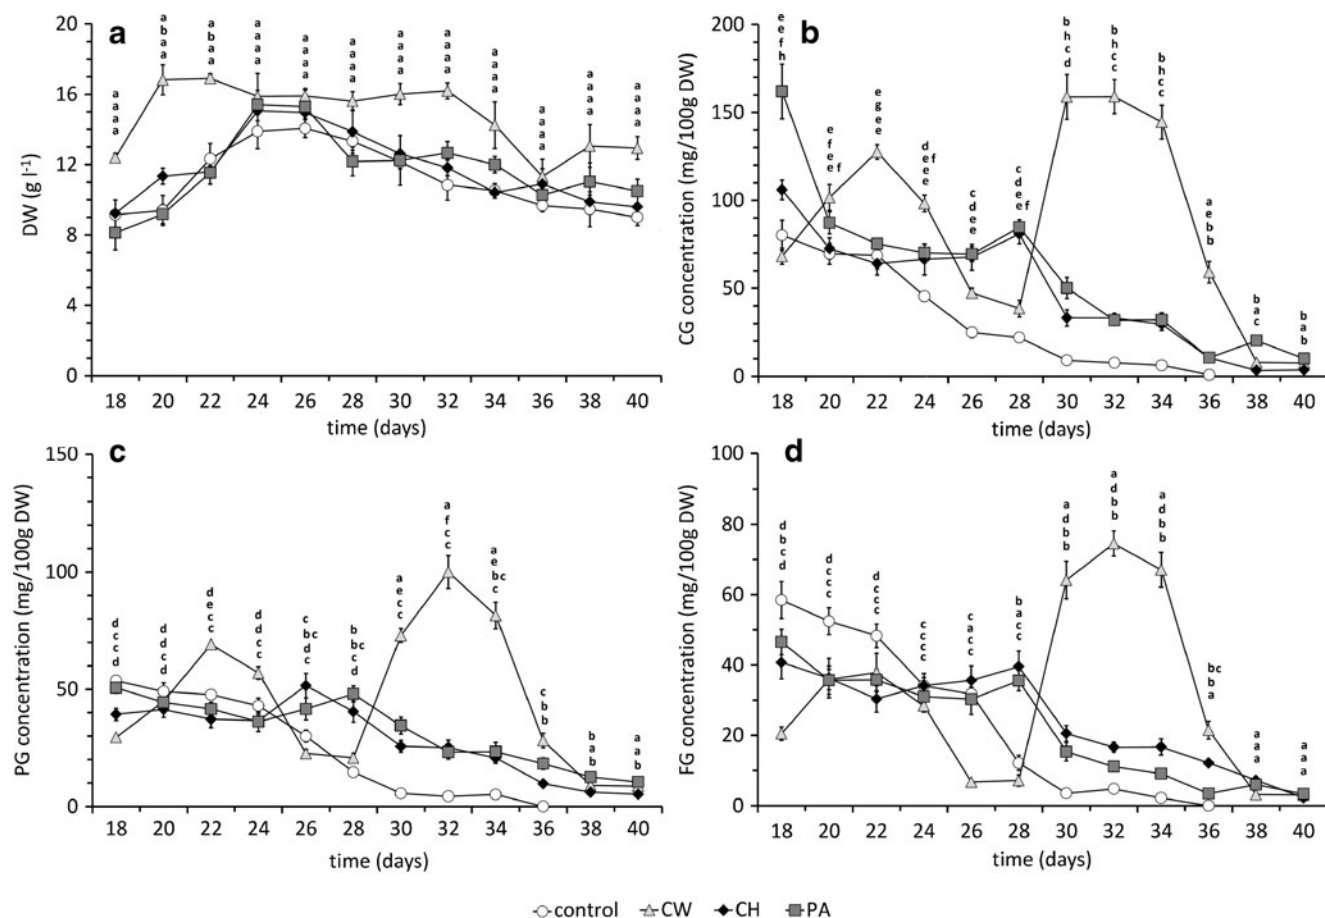 a
DW (g l⁻¹)
20
16
12
8
4
0
a a a a
a b a a
a b a a
a a a a
a a a a
a a a a
a a a a
a a a a
a a a a
a a a a
a a a a
a a a a
18 20 22 24 26 28 30 32 34 36 38 40
time (days)
b
CG concentration (mg/100g DW)
200
150
100
50
0
e e f h
e f e e f
e g e e
d e e e f
c d e e
c d e e f
b h c d
b h c c
b h c c
a e b b
b a c
b a b
18 20 22 24 26 28 30 32 34 36 38 40
time (days)
c
PG concentration (mg/100g DW)
150
100
50
0
d c c d
d d c d
d e c c
d d c c
c b d c c
b b c d c
a e c c
a f c c
a e b c c
c b b
b a b
a a b
18 20 22 24 26 28 30 32 34 36 38 40
time (days)
d
FG concentration (mg/100g DW)
100
80
60
40
20
0
d b c d
d c c c
d c c c
c c c c
c a c c
b a c c
a d b b
a d b b
a d b b
bc c b a
a a a
a a a
18 20 22 24 26 28 30 32 34 36 38 40
time (days)
control CW CH PA